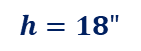 h = 18"